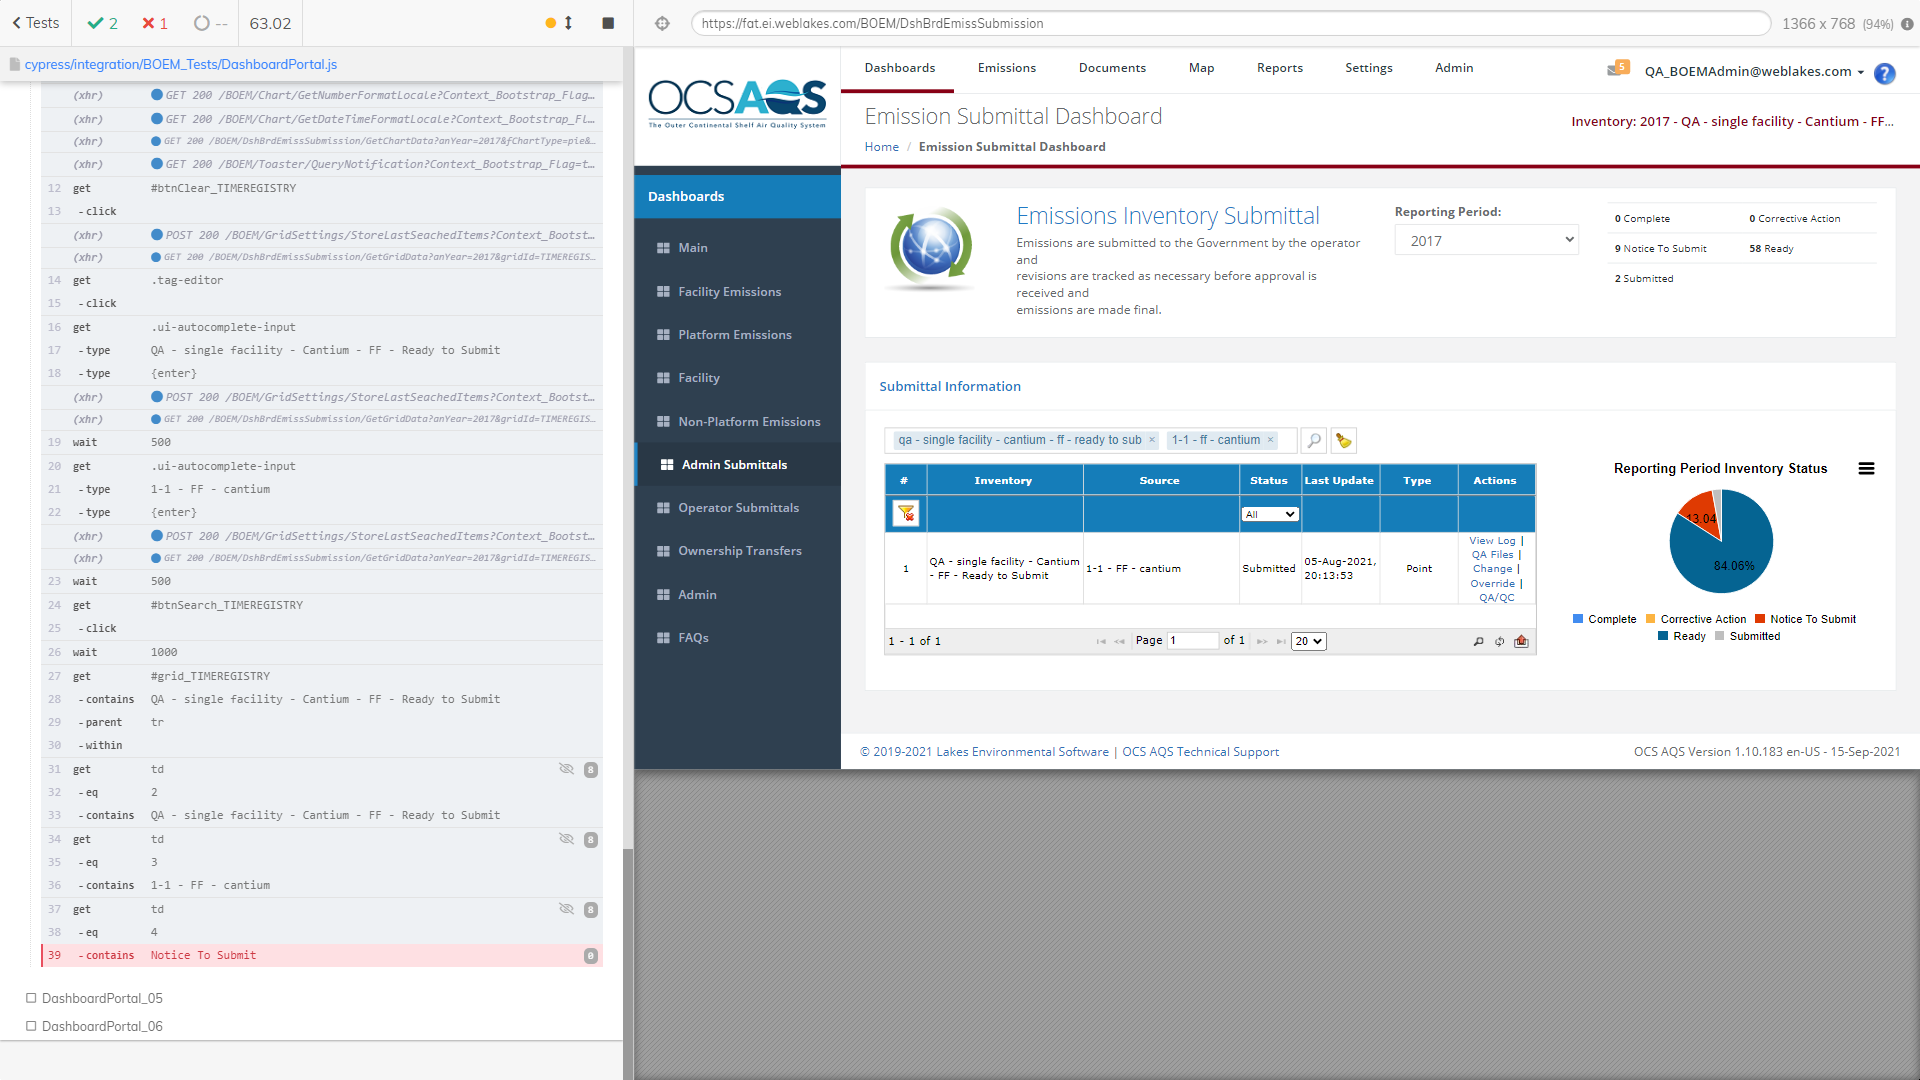 Tests
2
1
--
63.02
https://fat.ei.weblakes.com/BOEM/DshBrdEmissSubmission
1366 x 768 (94%)
cypress/integration/BOEM_Tests/DashboardPortal.js
(xhr) GET 200 /BOEM/Chart/GetNumberFormatLocale?Context_Bootstrap_Flag…
(xhr) GET 200 /BOEM/Chart/GetDateTimeFormatLocale?Context_Bootstrap_Fl…
(xhr) GET 200 /BOEM/DshBrdEmissSubmission/GetChartData?anYear=2017&fChartType=pie&…
(xhr) GET 200 /BOEM/Toaster/QueryNotification?Context_Bootstrap_Flag=t…
12 get #btnClear_TIMEREGISTRY
13 -click
(xhr) POST 200 /BOEM/GridSettings/StoreLastSeachedItems?Context_Bootst…
(xhr) GET 200 /BOEM/DshBrdEmissSubmission/GetGridData?anYear=2017&gridId=TIMEREGIS…
14 get .tag-editor
15 -click
16 get .ui-autocomplete-input
17 -type QA - single facility - Cantium - FF - Ready to Submit
18 -type {enter}
(xhr) POST 200 /BOEM/GridSettings/StoreLastSeachedItems?Context_Bootst…
(xhr) GET 200 /BOEM/DshBrdEmissSubmission/GetGridData?anYear=2017&gridId=TIMEREGIS…
19 wait 500
20 get .ui-autocomplete-input
21 -type 1-1 - FF - cantium
22 -type {enter}
(xhr) POST 200 /BOEM/GridSettings/StoreLastSeachedItems?Context_Bootst…
(xhr) GET 200 /BOEM/DshBrdEmissSubmission/GetGridData?anYear=2017&gridId=TIMEREGIS…
23 wait 500
24 get #btnSearch_TIMEREGISTRY
25 -click
26 wait 1000
27 get #grid_TIMEREGISTRY
28 -contains QA - single facility - Cantium - FF - Ready to Submit
29 -parent tr
30 -within
31 get td 8
32 -eq 2
33 -contains QA - single facility - Cantium - FF - Ready to Submit
34 get td 8
35 -eq 3
36 -contains 1-1 - FF - cantium
37 get td 8
38 -eq 4
39 -contains Notice To Submit 0
DashboardPortal_05
DashboardPortal_06
OCSAQS
The Outer Continental Shelf Air Quality System
Dashboards Emissions Documents Map Reports Settings Admin
5 QA_BOEMAdmin@weblakes.com ?
Emission Submittal Dashboard
Inventory: 2017 - QA - single facility - Cantium - FF...
Home / Emission Submittal Dashboard
Dashboards
Main
Facility Emissions
Platform Emissions
Facility
Non-Platform Emissions
Admin Submittals
Operator Submittals
Ownership Transfers
Admin
FAQs
Emissions Inventory Submittal
Emissions are submitted to the Government by the operator
and
revisions are tracked as necessary before approval is
received and
emissions are made final.
Reporting Period:
2017
0 Complete 0 Corrective Action
9 Notice To Submit 58 Ready
2 Submitted
Submittal Information
qa - single facility - cantium - ff - ready to sub × 1-1 - ff - cantium ×
# Inventory Source Status Last Update Type Actions
All
1
QA - single facility - Cantium
- FF - Ready to Submit
1-1 - FF - cantium
Submitted
05-Aug-2021,
20:13:53
Point
View Log |
QA Files |
Change |
Override |
QA/QC
1 - 1 of 1 Page 1 of 1 20
Reporting Period Inventory Status
13.04
84.06%
Complete Corrective Action Notice To Submit
Ready Submitted
© 2019-2021 Lakes Environmental Software | OCS AQS Technical Support
OCS AQS Version 1.10.183 en-US - 15-Sep-2021